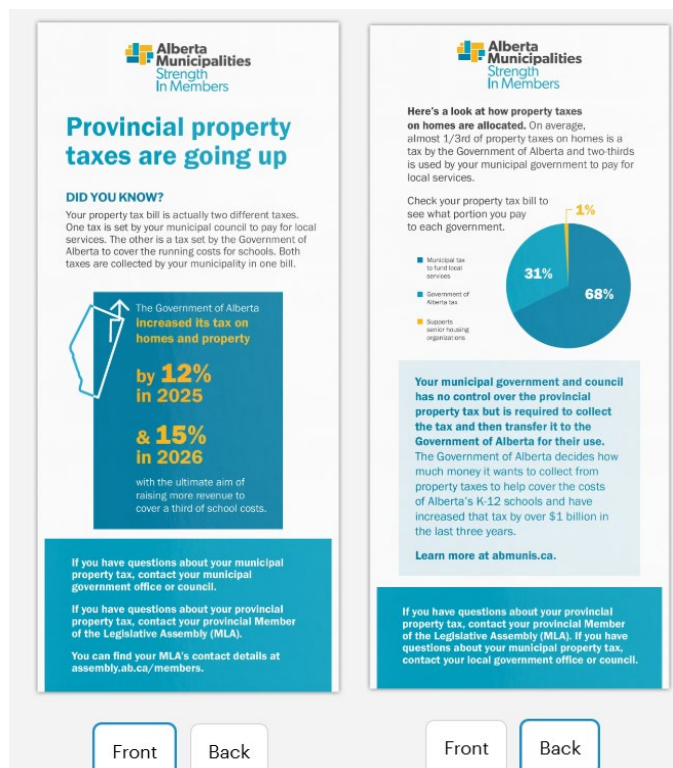 Alberta
Municipalities
Strength
In Members
Provincial property
taxes are going up
DID YOU KNOW?
Your property tax bill is actually two different taxes.
One tax is set by your municipal council to pay for local
services. The other is a tax set by the Government of
Alberta to cover the running costs for schools. Both
taxes are collected by your municipality in one bill.
The Government of Alberta
increased its tax on
homes and property
by 12%
in 2025
& 15%
in 2026
with the ultimate aim of
raising more revenue to
cover a third of school costs.
If you have questions about your municipal
property tax, contact your municipal
government office or council.
If you have questions about your provincial
property tax, contact your provincial Member
of the Legislative Assembly (MLA).
You can find your MLA's contact details at
assembly.ab.ca/members.
Front
Back
Alberta
Municipalities
Strength
In Members
Here's a look at how property taxes
on homes are allocated. On average,
almost 1/3rd of property taxes on homes is a
tax by the Government of Alberta and two-thirds
is used by your municipal government to pay for
local services.
Check your property tax bill to
see what portion you pay
to each government.
Municipal tax
to fund local
services
Government of
Alberta tax
Supports
senior housing
organizations
1%
31%
68%
Your municipal government and council
has no control over the provincial
property tax but is required to collect
the tax and then transfer it to the
Government of Alberta for their use.
The Government of Alberta decides how
much money it wants to collect from
property taxes to help cover the costs
of Alberta's K-12 schools and have
increased that tax by over $1 billion in
the last three years.
Learn more at abmunis.ca.
If you have questions about your provincial
property tax, contact your provincial Member
of the Legislative Assembly (MLA). If you have
questions about your municipal property tax,
contact your local government office or council.
Front
Back